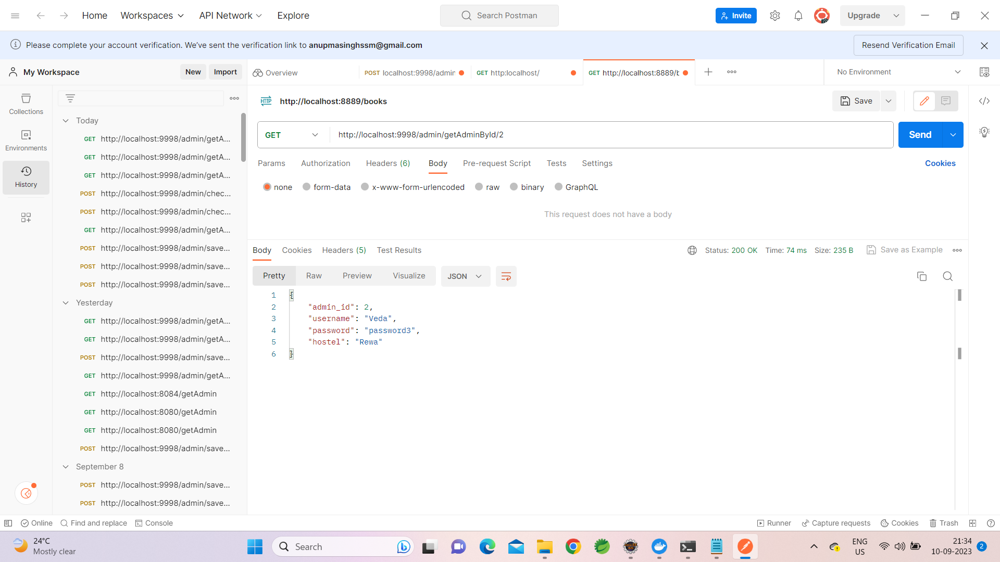 Home Workspaces API Network Explore Search Postman Invite Upgrade
Please complete your account verification. We've sent the verification link to anupmasinghssm@gmail.com Resend Verification Email
My Workspace New Import Overview POST localhost:9998/admin GET http:localhost/ GET http://localhost:8889/b No Environment
Collections
Environments
History
Today
GET http://localhost:9998/admin/getA...
GET http://localhost:9998/admin/getA...
GET http://localhost:9998/admin/getA...
POST http://localhost:9998/admin/chec...
POST http://localhost:9998/admin/chec...
GET http://localhost:9998/admin/getA...
POST http://localhost:9998/admin/save...
POST http://localhost:9998/admin/save...
POST http://localhost:9998/admin/save...
Yesterday
GET http://localhost:9998/admin/getA...
GET http://localhost:9998/admin/getA...
POST http://localhost:9998/admin/save...
GET http://localhost:9998/admin/getA...
GET http://localhost:8084/getAdmin
GET http://localhost:8080/getAdmin
GET http://localhost:8080/getAdmin
POST http://localhost:9998/admin/save...
September 8
POST http://localhost:9998/admin/save...
POST http://localhost:9998/admin/save...
HTTP http://localhost:8889/books Save
GET http://localhost:9998/admin/getAdminById/2 Send
Params Authorization Headers (6) Body Pre-request Script Tests Settings Cookies
none form-data x-www-form-urlencoded raw binary GraphQL
This request does not have a body
Body Cookies Headers (5) Test Results Status: 200 OK Time: 74 ms Size: 235 B Save as Example
Pretty Raw Preview Visualize JSON
1 {
2 "admin_id": 2,
3 "username": "Veda",
4 "password": "password3",
5 "hostel": "Rewa"
6 }
Online Find and replace Console Runner Capture requests Cookies Trash
24°C
Mostly clear
Search
ENG
US
21:34
10-09-2023
2